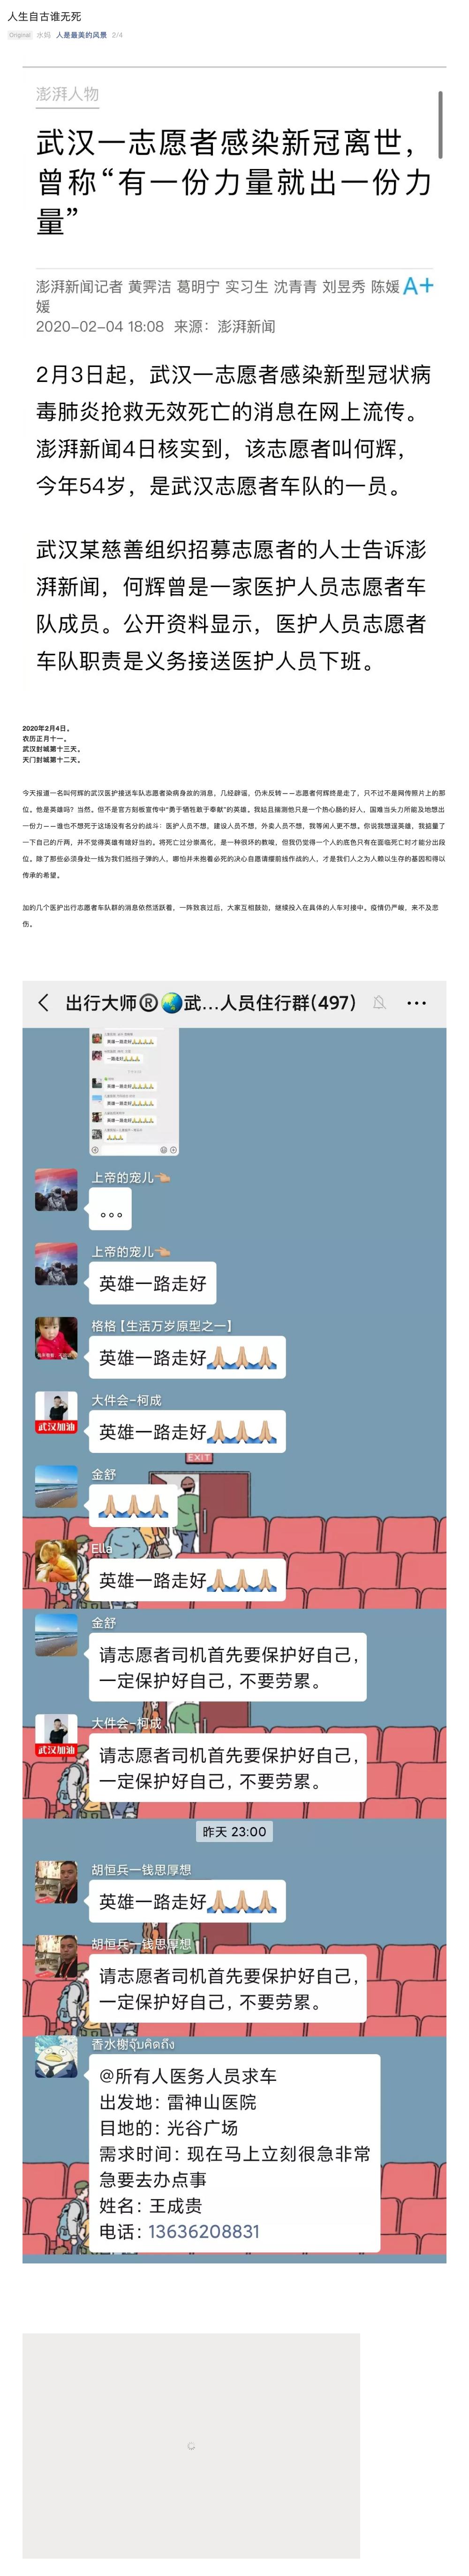 人生自古谁无死
Original 水妈 人是最美的风景 2/4
澎湃人物
武汉一志愿者感染新冠离世，
曾称“有一份力量就出一份力
量”
澎湃新闻记者 黄霁洁 葛明宁 实习生 沈青青 刘昱秀 陈媛
媛
A+
2020-02-04 18:08 来源：澎湃新闻
2月3日起，武汉一志愿者感染新型冠状病
毒肺炎抢救无效死亡的消息在网上流传。
澎湃新闻4日核实到，该志愿者叫何辉，
今年54岁，是武汉志愿者车队的一员。
武汉某慈善组织招募志愿者的人士告诉澎
湃新闻，何辉曾是一家医护人员志愿者车
队成员。公开资料显示，医护人员志愿者
车队职责是义务接送医护人员下班。
2020年2月4日。
农历正月十一。
武汉封城第十三天。
天门封城第十二天。
今天报道一名叫何辉的武汉医护接送车队志愿者染病身故的消息，几经辟谣，仍未反转——志愿者何辉终是走了，只不过不是网传照片上的那
位。他是英雄吗？当然。但不是官方刻板宣传中“勇于牺牲敢于奉献”的英雄。我姑且揣测他只是一个热心肠的好人，国难当头力所能及地想出
一份力——谁也不想死于这场没有名分的战斗：医护人员不想，建设人员不想，外卖人员不想，我等闲人更不想。你说我想逞英雄，我掂量了
一下自己的斤两，并不觉得英雄有啥好当的。将死亡过分崇高化，是一种很坏的教唆，但我仍觉得一个人的底色只有在面临死亡时才能分出段
位。除了那些必须身处一线为我们抵挡子弹的人，哪怕并未抱着必死的决心自愿请缨前线作战的人，才是我们人之为人赖以生存的基因和得以
传承的希望。
加的几个医护出行志愿者车队群的消息依然活跃着，一阵致哀过后，大家互相鼓劲，继续投入在具体的人车对接中。疫情仍严峻，来不及悲
伤。
出行大师®🌏武...人员住行群(497)
英雄一路走好🙏🙏🙏🙏
英雄一路走好🙏🙏🙏🙏
英雄一路走好🙏🙏🙏🙏
上帝的宠儿
。。。
上帝的宠儿
英雄一路走好
格格【生活万岁原型之一】
英雄一路走好🙏🙏🙏
大件会-柯成
武汉加油
英雄一路走好🙏🙏🙏
EXIT
金舒
🙏🙏🙏
Ella
英雄一路走好🙏🙏🙏
金舒
请志愿者司机首先要保护好自己，
一定保护好自己，不要劳累。
大件会-柯成
武汉加油
请志愿者司机首先要保护好自己，
一定保护好自己，不要劳累。
昨天 23:00
胡恒兵一钱思厚想
英雄一路走好🙏🙏🙏
胡恒兵一钱思厚想
请志愿者司机首先要保护好自己，
一定保护好自己，不要劳累。
香水榭จุ๊บคิดถึง
@所有人医务人员求车
出发地：雷神山医院
目地的：光谷广场
需求时间：现在马上立刻很急非常
急要去办点事
姓名：王成贵
电话：13636208831